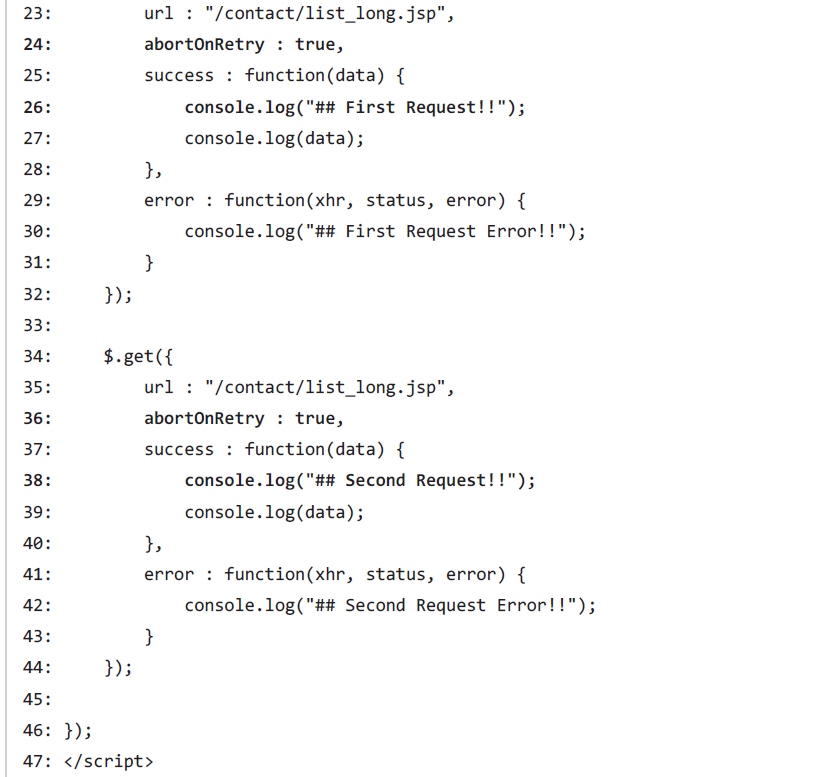 23:         url : "/contact/list_long.jsp",
24:         abortOnRetry : true,
25:         success : function(data) {
26:             console.log("## First Request!!");
27:             console.log(data);
28:         },
29:         error : function(xhr, status, error) {
30:             console.log("## First Request Error!!");
31:         }
32:     });
33:
34:     $.get({
35:         url : "/contact/list_long.jsp",
36:         abortOnRetry : true,
37:         success : function(data) {
38:             console.log("## Second Request!!");
39:             console.log(data);
40:         },
41:         error : function(xhr, status, error) {
42:             console.log("## Second Request Error!!");
43:         }
44:     });
45:
46: });
47: </script>